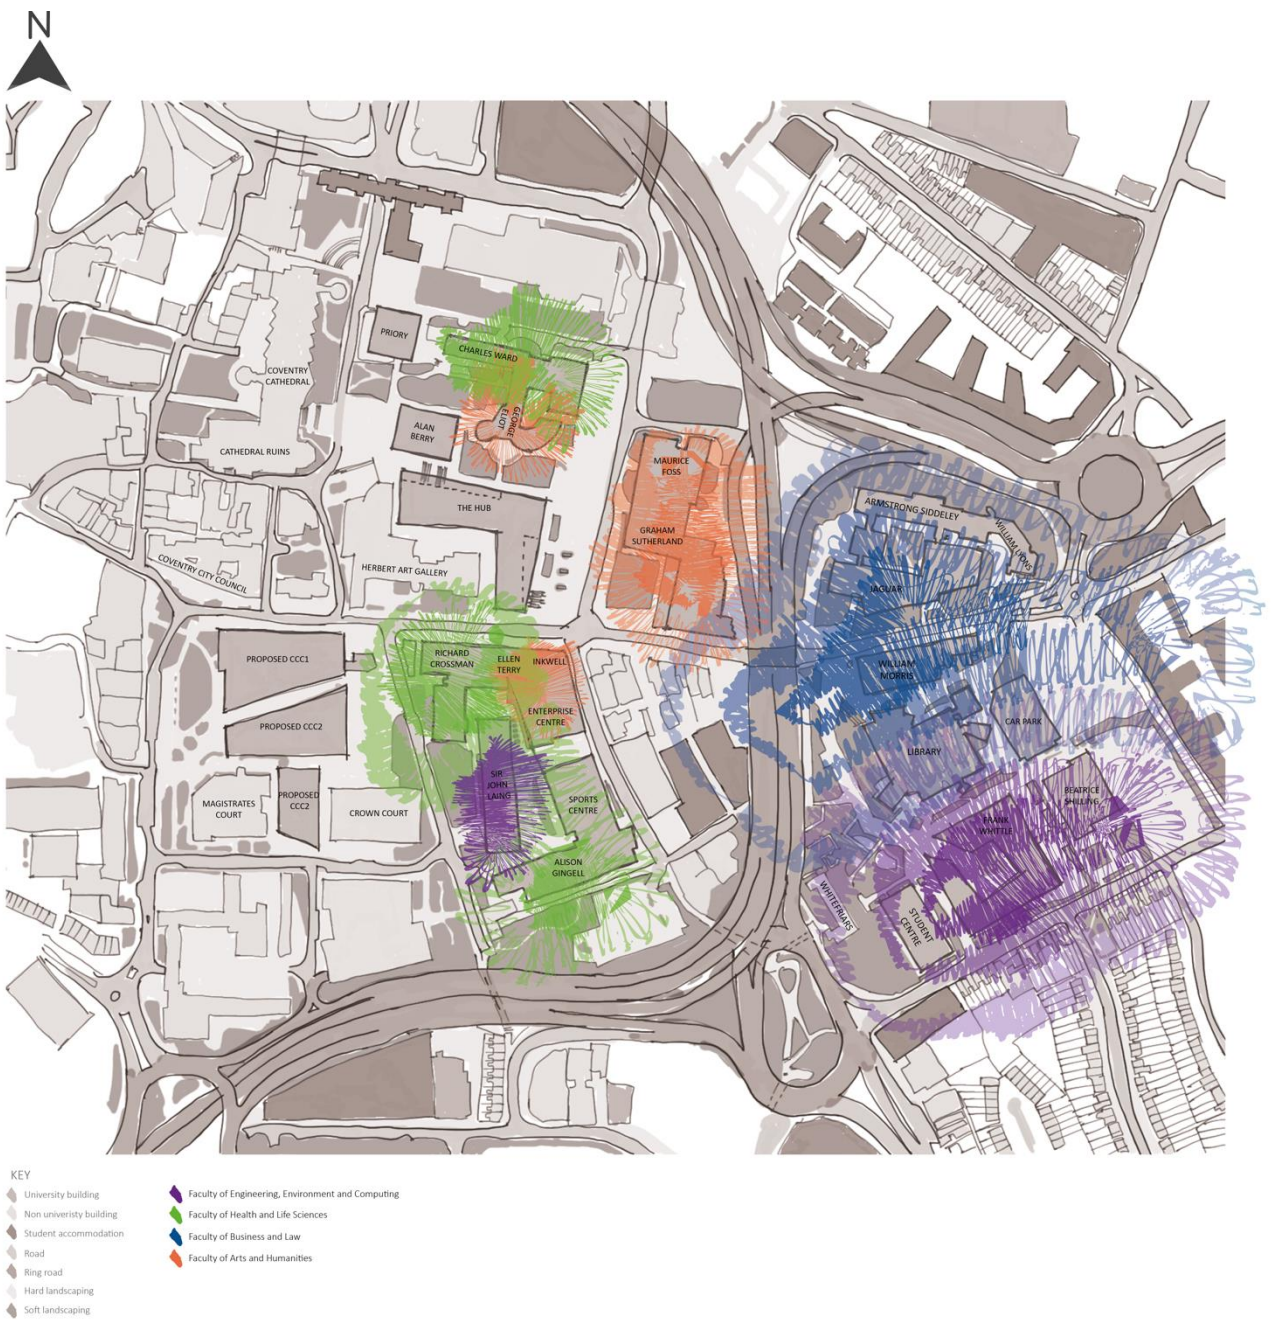 N
PRIORY
CHARLES WARD
COVENTRY
CATHEDRAL
GEORGE
ELIOT
ALAN
BERRY
CATHEDRAL RUINS
MAURICE
FOSS
THE HUB
ARMSTRONG SIDDELEY
WILLIAM LYONS
GRAHAM
SUTHERLAND
COVENTRY CITY COUNCIL
HERBERT ART GALLERY
JAGUAR
PROPOSED CCC1
RICHARD
CROSSMAN
ELLEN
TERRY
INKWELL
WILLIAM
MORRIS
ENTERPRISE
CENTRE
PROPOSED CCC2
CAR PARK
LIBRARY
SIR
JOHN
LAING
MAGISTRATES
COURT
PROPOSED
CCC2
CROWN COURT
SPORTS
CENTRE
BEATRICE
SHILLING
FRANK
WHITTLE
ALISON
GINGELL
WHITEFRIARS
STUDENT
CENTRE
KEY
University building
Non univeristy building
Student accommodation
Road
Ring road
Hard landscaping
Soft landscaping
Faculty of Engineering, Environment and Computing
Faculty of Health and Life Sciences
Faculty of Business and Law
Faculty of Arts and Humanities